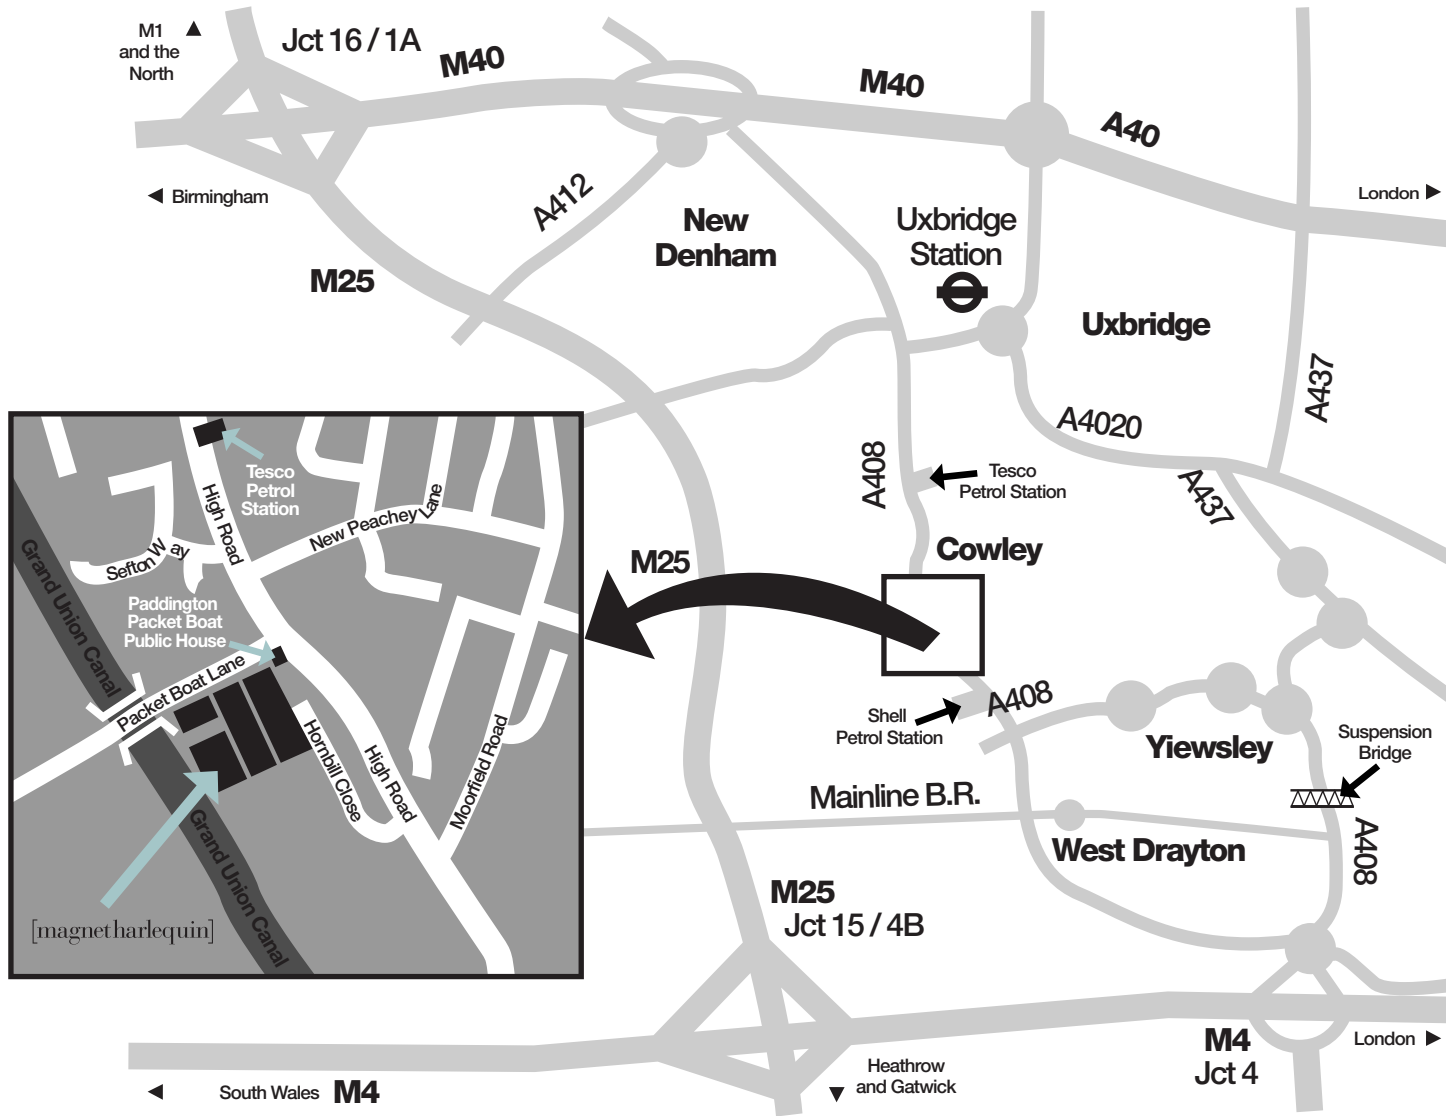 M1
and the
North
Jct 16 / 1A
M40
M40
A40
Birmingham
London
A412
New
Denham
Uxbridge
Station
M25
Uxbridge
A437
A4020
A408
Tesco
Petrol Station
A437
Cowley
M25
Tesco
Petrol
Station
High Road
New Peachey Lane
Sefton Way
Grand Union Canal
Paddington
Packet Boat
Public House
Packet Boat Lane
Hornbill Close
High Road
Moorfield Road
Grand Union Canal
[magnetharlequin]
A408
Shell
Petrol Station
Yiewsley
Suspension
Bridge
Mainline B.R.
West Drayton
A408
M25
Jct 15 / 4B
M4
Jct 4
London
Heathrow
and Gatwick
South Wales M4